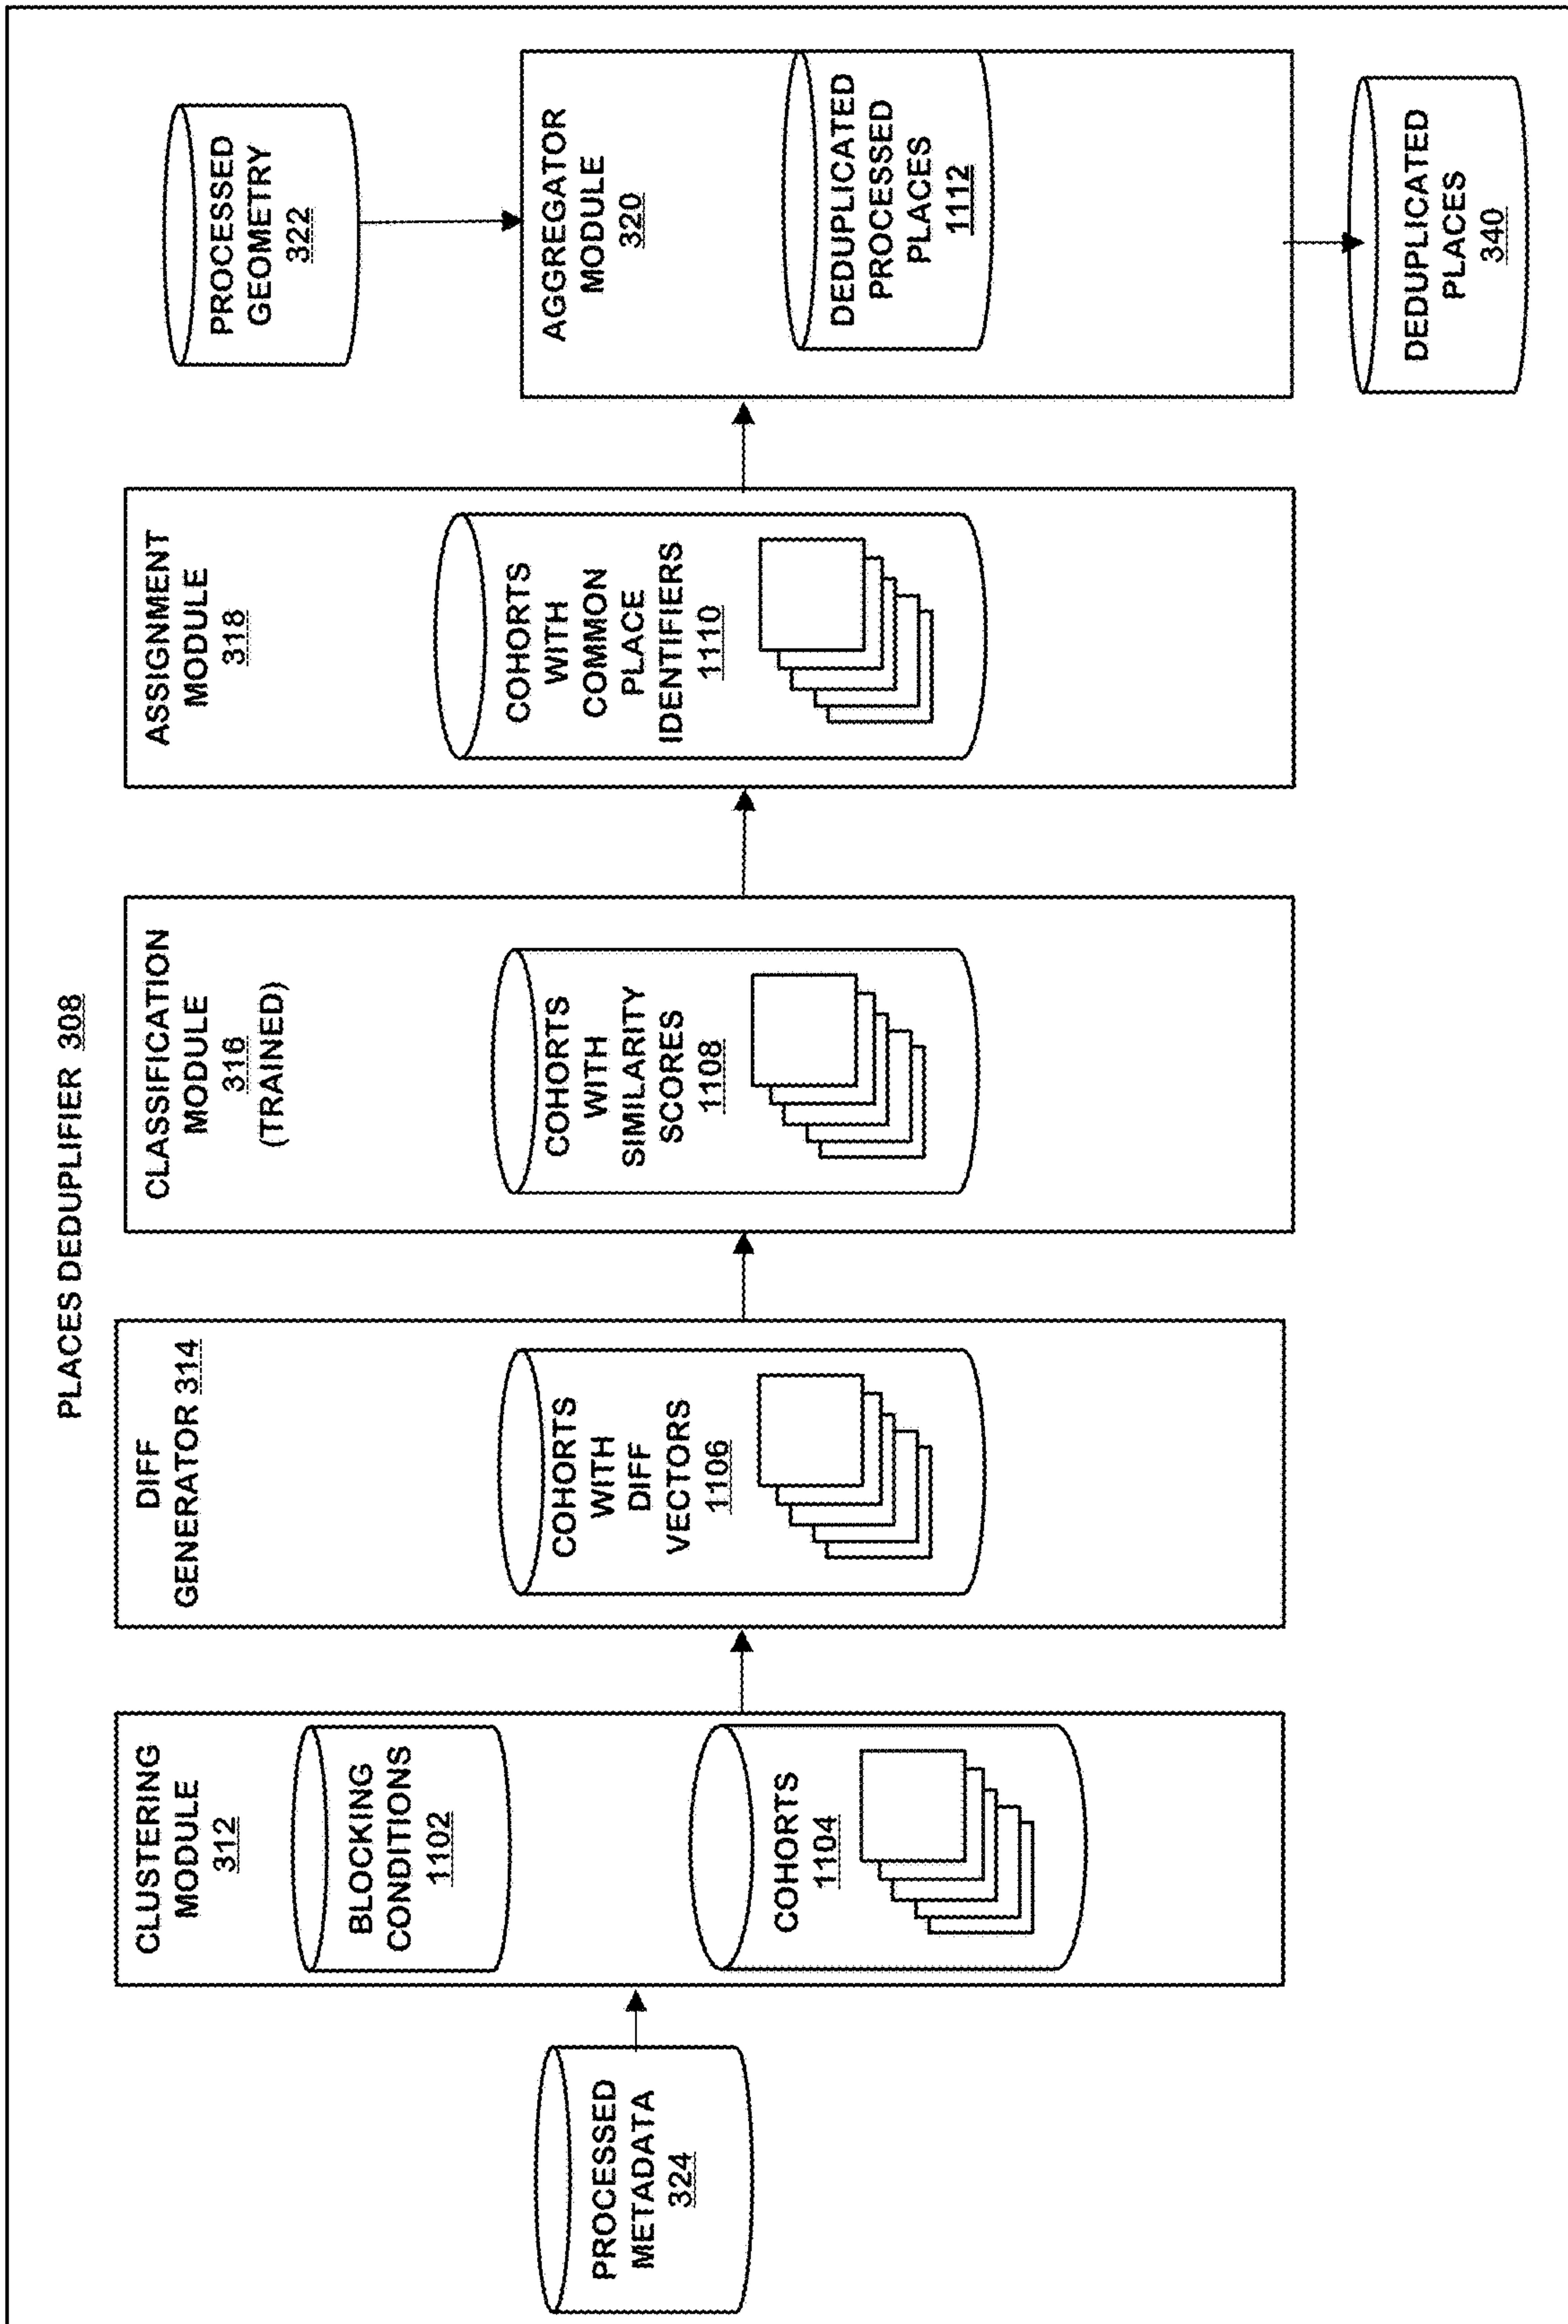 PLACES DEDUPLIFIER 308
PROCESSED
METADATA
324
CLUSTERING
MODULE
312
BLOCKING
CONDITIONS
1102
COHORTS
1104
DIFF
GENERATOR 314
COHORTS
WITH
DIFF
VECTORS
1106
CLASSIFICATION
MODULE
316
(TRAINED)
COHORTS
WITH
SIMILARITY
SCORES
1108
ASSIGNMENT
MODULE
318
COHORTS
WITH
COMMON
PLACE
IDENTIFIERS
1110
PROCESSED
GEOMETRY
322
AGGREGATOR
MODULE
320
DEDUPLICATED
PROCESSED
PLACES
1112
DEDUPLICATED
PLACES
340